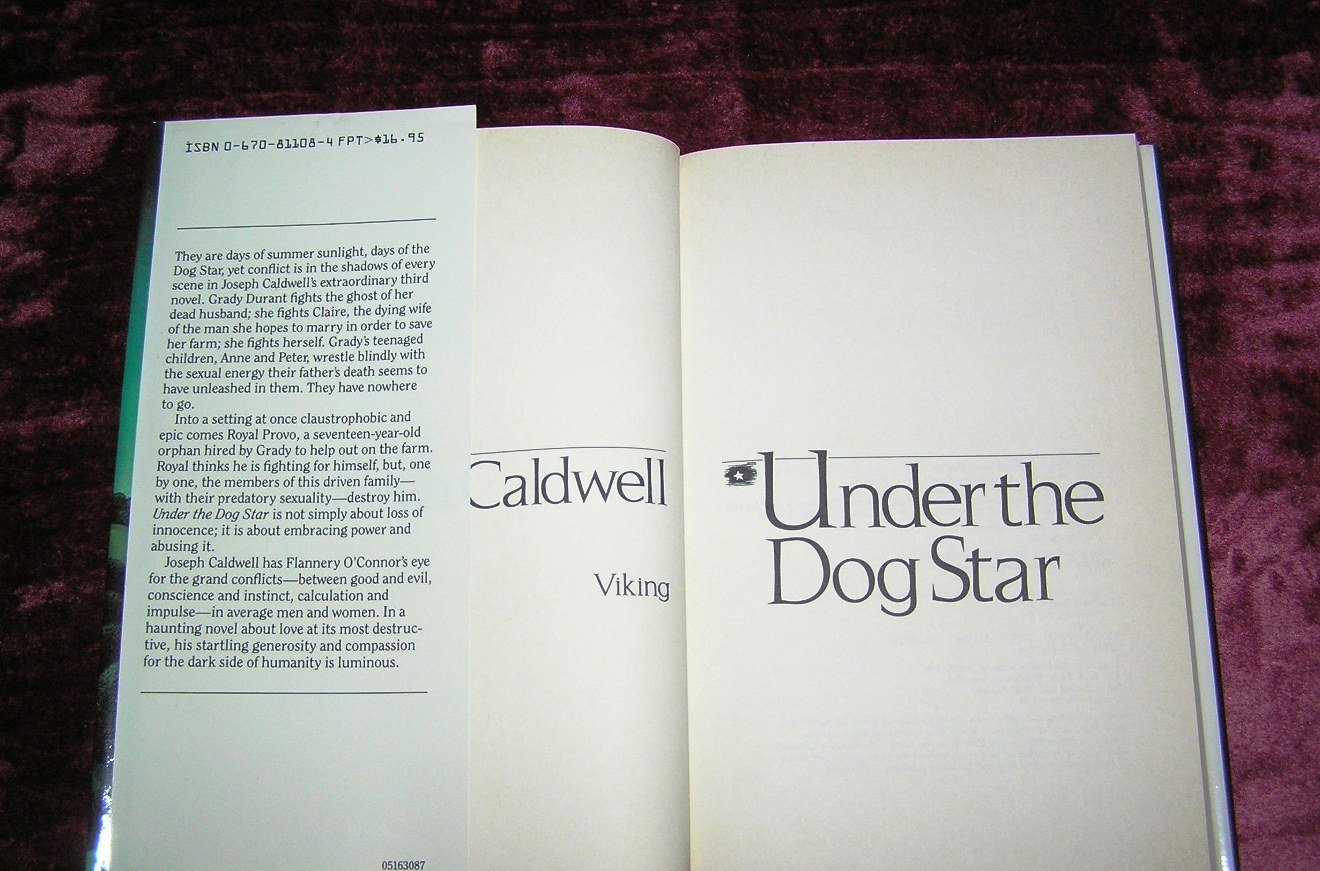 ISBN 0-670-81108-4 FPT>$16.95
They are days of summer sunlight, days of the
Dog Star, yet conflict is in the shadows of every
scene in Joseph Caldwell's extraordinary third
novel. Grady Durant fights the ghost of her
dead husband; she fights Claire, the dying wife
of the man she hopes to marry in order to save
her farm; she fights herself. Grady's teenaged
children, Anne and Peter, wrestle blindly with
the sexual energy their father's death seems to
have unleashed in them. They have nowhere
to go.
Into a setting at once claustrophobic and
epic comes Royal Provo, a seventeen-year-old
orphan hired by Grady to help out on the farm.
Royal thinks he is fighting for himself, but, one
by one, the members of this driven family—
with their predatory sexuality—destroy him.
Under the Dog Star is not simply about loss of
innocence; it is about embracing power and
abusing it.
Joseph Caldwell has Flannery O'Connor's eye
for the grand conflicts—between good and evil,
conscience and instinct, calculation and
impulse—in average men and women. In a
haunting novel about love at its most destruc-
tive, his startling generosity and compassion
for the dark side of humanity is luminous.
05163087
Caldwell
Viking
Under the
Dog Star